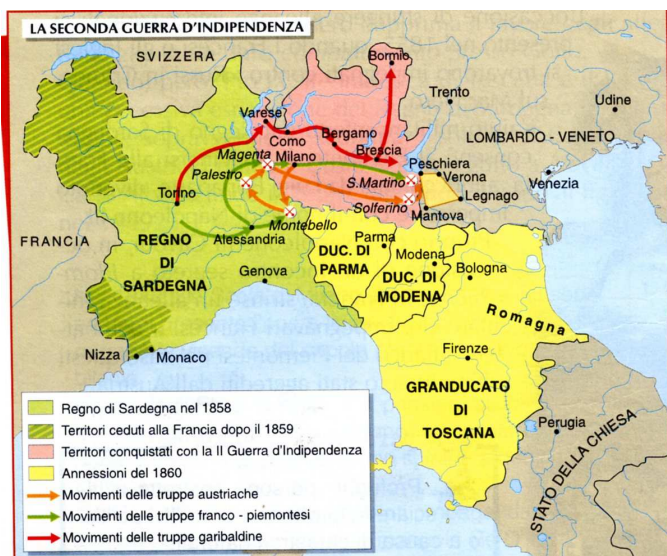 LA SECONDA GUERRA D'INDIPENDENZA
SVIZZERA
Bormio
Trento
Udine
Varese
Como
Bergamo
LOMBARDO - VENETO
Magenta
Milano
Brescia
Peschiera
Palestro
Verona
S.Martino
Venezia
Torino
Solferino
Legnago
Mantova
Montebello
FRANCIA
REGNO
DI
SARDEGNA
Alessandria
Parma
DUC. DI
PARMA
Modena
DUC. DI
MODENA
Genova
Bologna
Romagna
Nizza
Monaco
Firenze
GRANDUCATO
DI
TOSCANA
Perugia
STATO DELLA CHIESA
Regno di Sardegna nel 1858
Territori ceduti alla Francia dopo il 1859
Territori conquistati con la II Guerra d'Indipendenza
Annessioni del 1860
Movimenti delle truppe austriache
Movimenti delle truppe franco - piemontesi
Movimenti delle truppe garibaldine